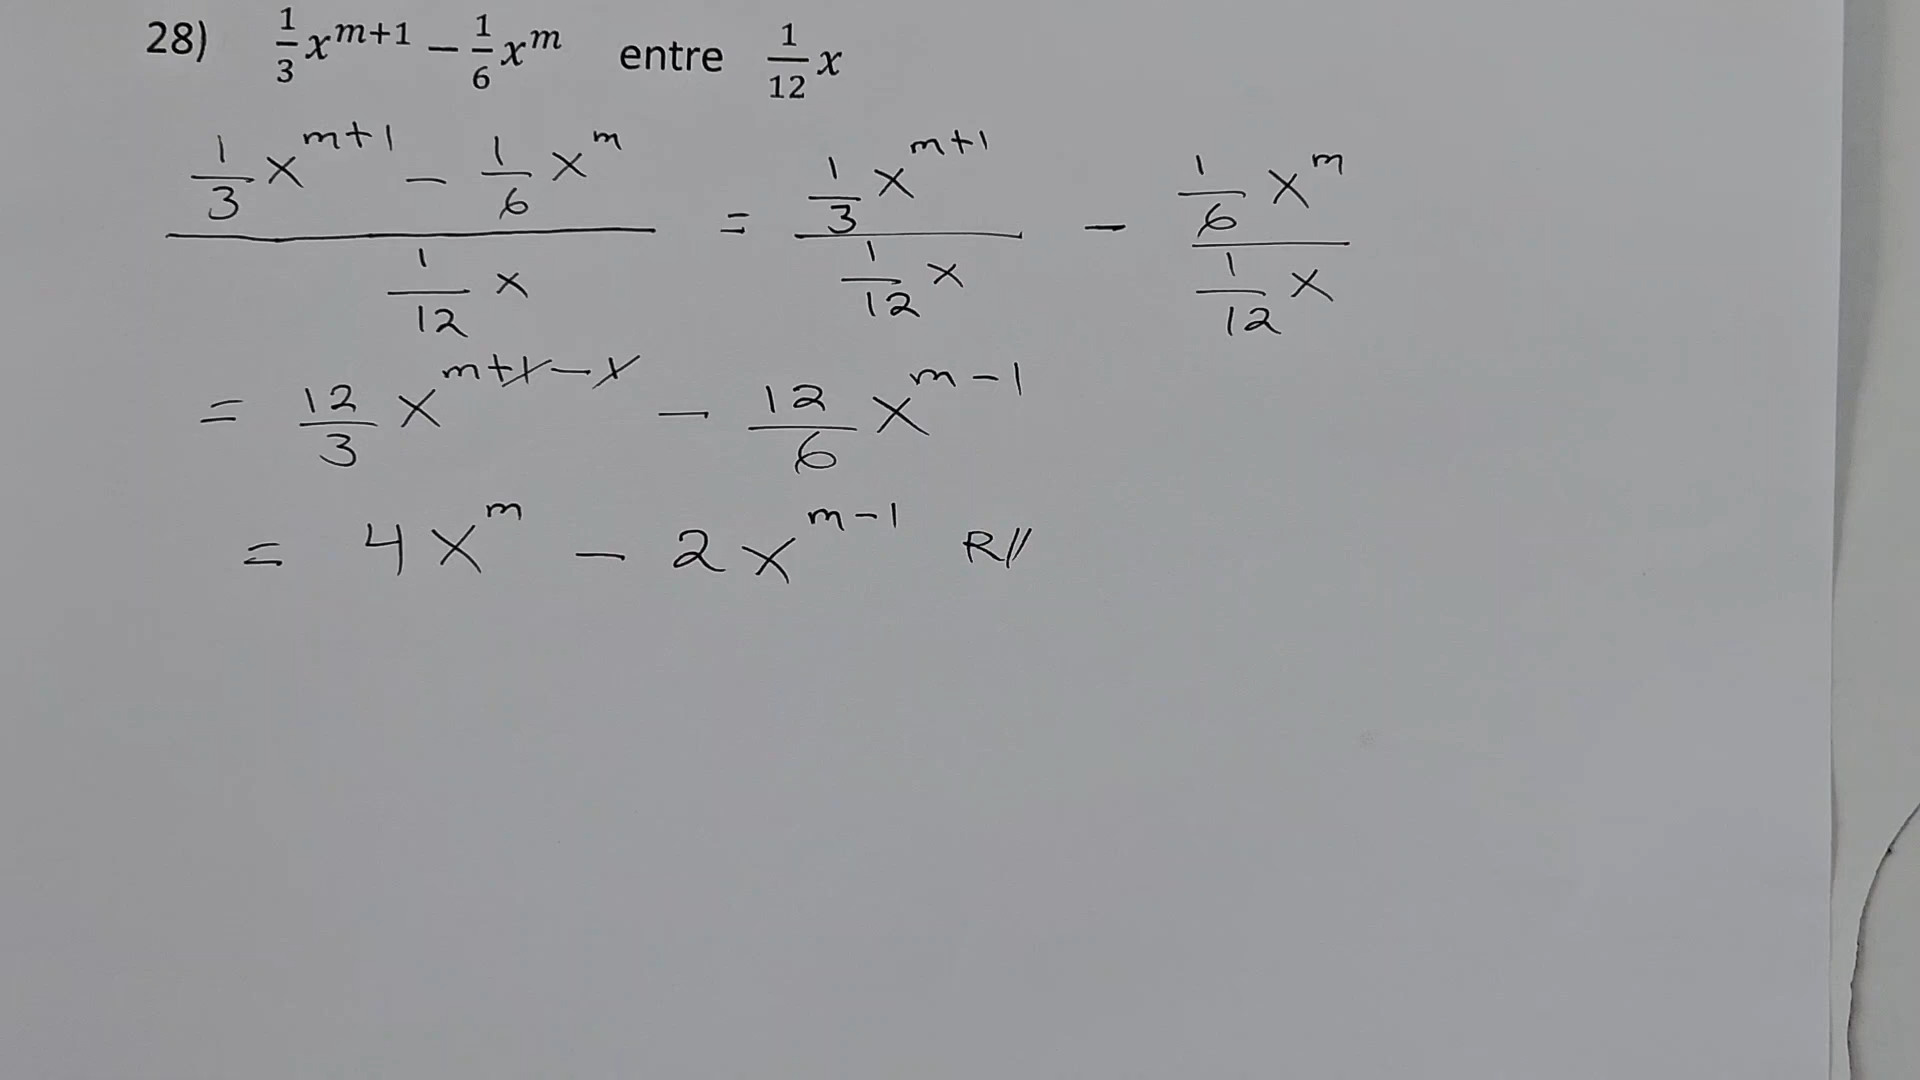 28) 1/3 x^(m+1) − 1/6 x^m entre 1/12 x
(1/3 x^(m+1) − 1/6 x^m) / (1/12 x) = (1/3 x^(m+1)) / (1/12 x) − (1/6 x^m) / (1/12 x)
= 12/3 x^(m+1−1) − 12/6 x^(m−1)
= 4x^m − 2x^(m−1) R//